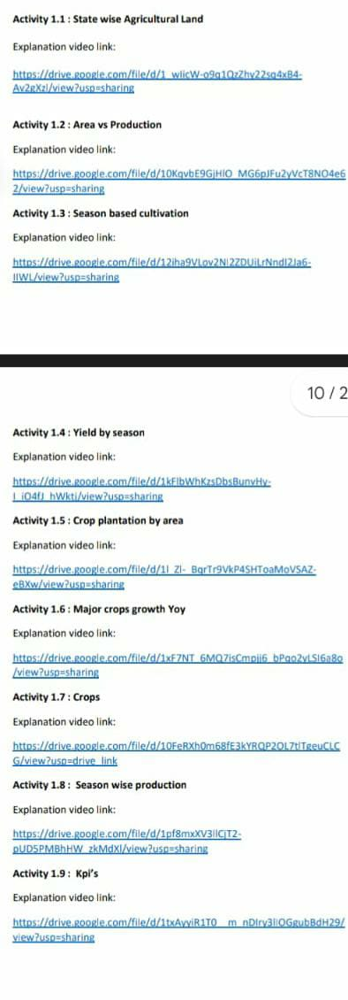 Activity 1.1 : State wise Agricultural Land
Explanation video link:
https://drive.google.com/file/d/1_wlicW-o9q1QzZhy22sq4xB4-
Av2gXzl/view?usp=sharing
Activity 1.2 : Area vs Production
Explanation video link:
https://drive.google.com/file/d/10KqvbE9GjHlO_MG6pJFu2yVcT8NO4e6
2/view?usp=sharing
Activity 1.3 : Season based cultivation
Explanation video link:
https://drive.google.com/file/d/12iha9VLov2Nl2ZDUiLrNndI2Ja6-
IIWL/view?usp=sharing
10 / 2
Activity 1.4 : Yield by season
Explanation video link:
https://drive.google.com/file/d/1kFlbWhKzsDbsBunvHy-
I_iO4fJ_hWktj/view?usp=sharing
Activity 1.5 : Crop plantation by area
Explanation video link:
https://drive.google.com/file/d/1l_Zl-_BqrTr9VkP4SHToaMoVSAZ-
eBXw/view?usp=sharing
Activity 1.6 : Major crops growth Yoy
Explanation video link:
https://drive.google.com/file/d/1xF7NT_6MQ7isCmpii6_bPqo2yLSI6a8o
/view?usp=sharing
Activity 1.7 : Crops
Explanation video link:
https://drive.google.com/file/d/10FeRXh0m68fE3kYRQP2OL7tlTgeuCLC
G/view?usp=drive_link
Activity 1.8 : Season wise production
Explanation video link:
https://drive.google.com/file/d/1pf8mxXV3IlCjT2-
pUD5PMBhHW_zkMdXl/view?usp=sharing
Activity 1.9 : Kpi's
Explanation video link:
https://drive.google.com/file/d/1txAyyiR1T0__m_nDlry3lIOGgubBdH29/
view?usp=sharing